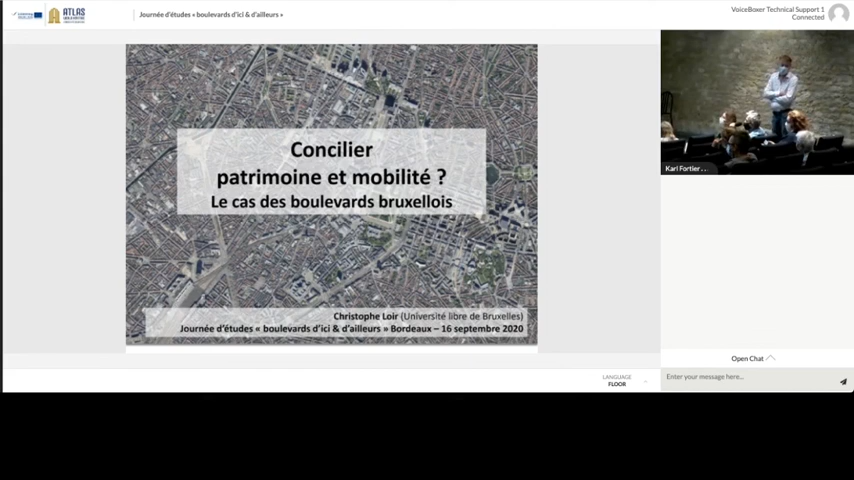 ATLAS
Journée d'études « boulevards d'ici & d'ailleurs »
VoiceBoxer Technical Support 1
Connected
Concilier
patrimoine et mobilité ?
Le cas des boulevards bruxellois
Christophe Loir (Université libre de Bruxelles)
Journée d'études « boulevards d'ici & d'ailleurs » Bordeaux – 16 septembre 2020
Karl Fortier ...
Open Chat
LANGUAGE
FLOOR
Enter your message here...